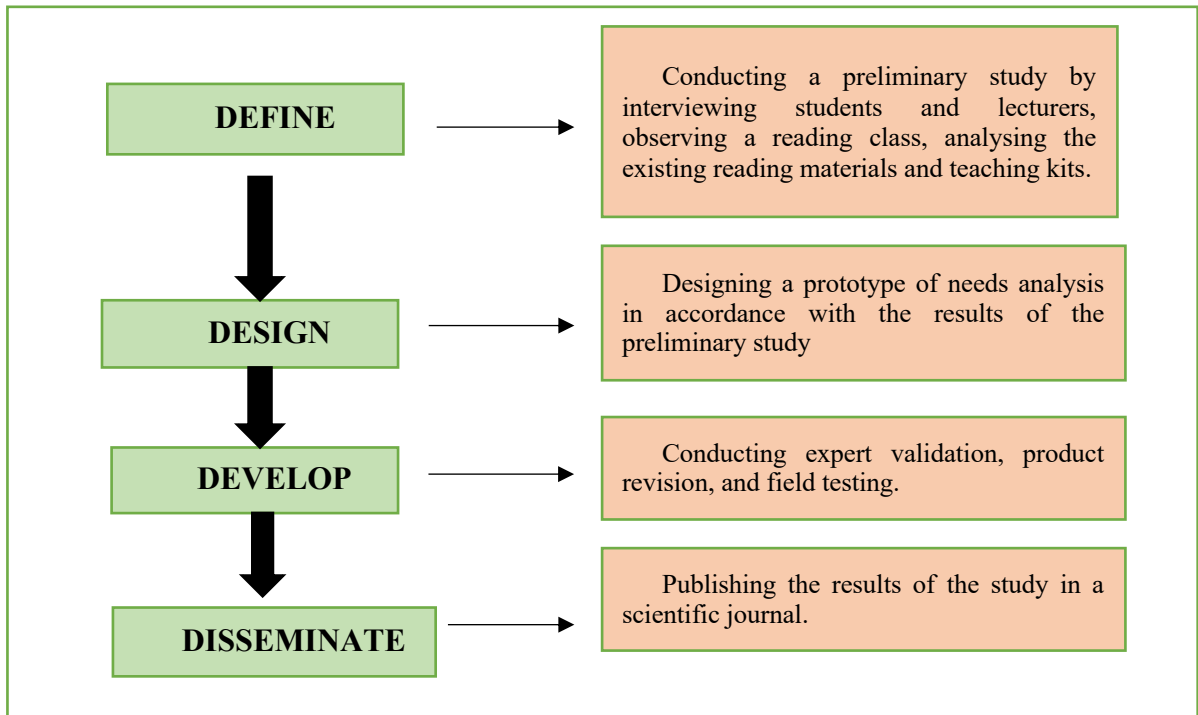 DEFINE
Conducting a preliminary study by
interviewing students and lecturers,
observing a reading class, analysing the
existing reading materials and teaching kits.
DESIGN
Designing a prototype of needs analysis
in accordance with the results of the
preliminary study
DEVELOP
Conducting expert validation, product
revision, and field testing.
DISSEMINATE
Publishing the results of the study in a
scientific journal.